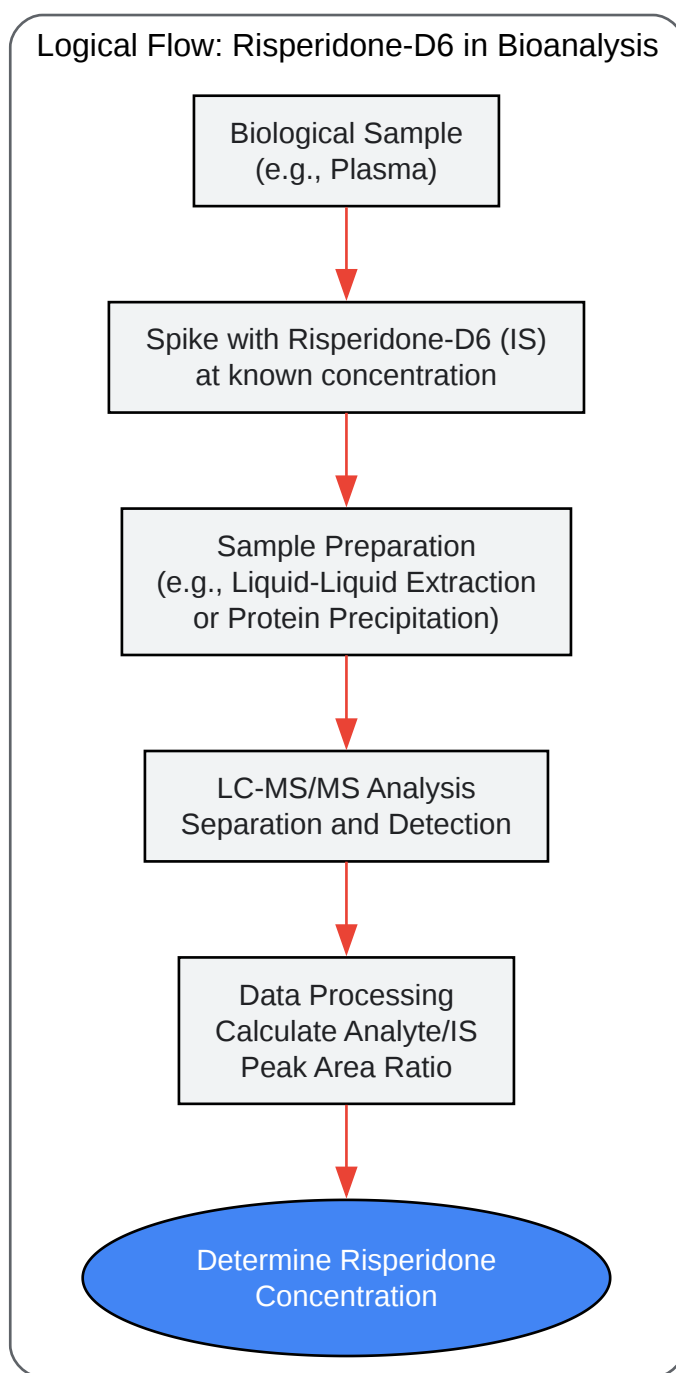 Logical Flow: Risperidone-D6 in Bioanalysis
Biological Sample
(e.g., Plasma)
Spike with Risperidone-D6 (IS)
at known concentration
Sample Preparation
(e.g., Liquid-Liquid Extraction
or Protein Precipitation)
LC-MS/MS Analysis
Separation and Detection
Data Processing
Calculate Analyte/IS
Peak Area Ratio
Determine Risperidone
Concentration